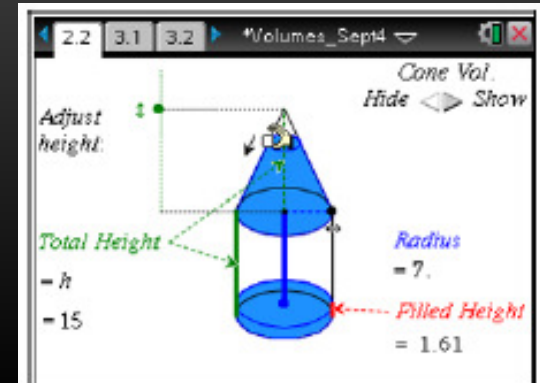 2.2 3.1 3.2 *Volumes_Sept4
Cone Vol.
Hide Show
Adjust
height:
Total Height
= h
= 15
Radius
= 7.
Filled Height
= 1.61